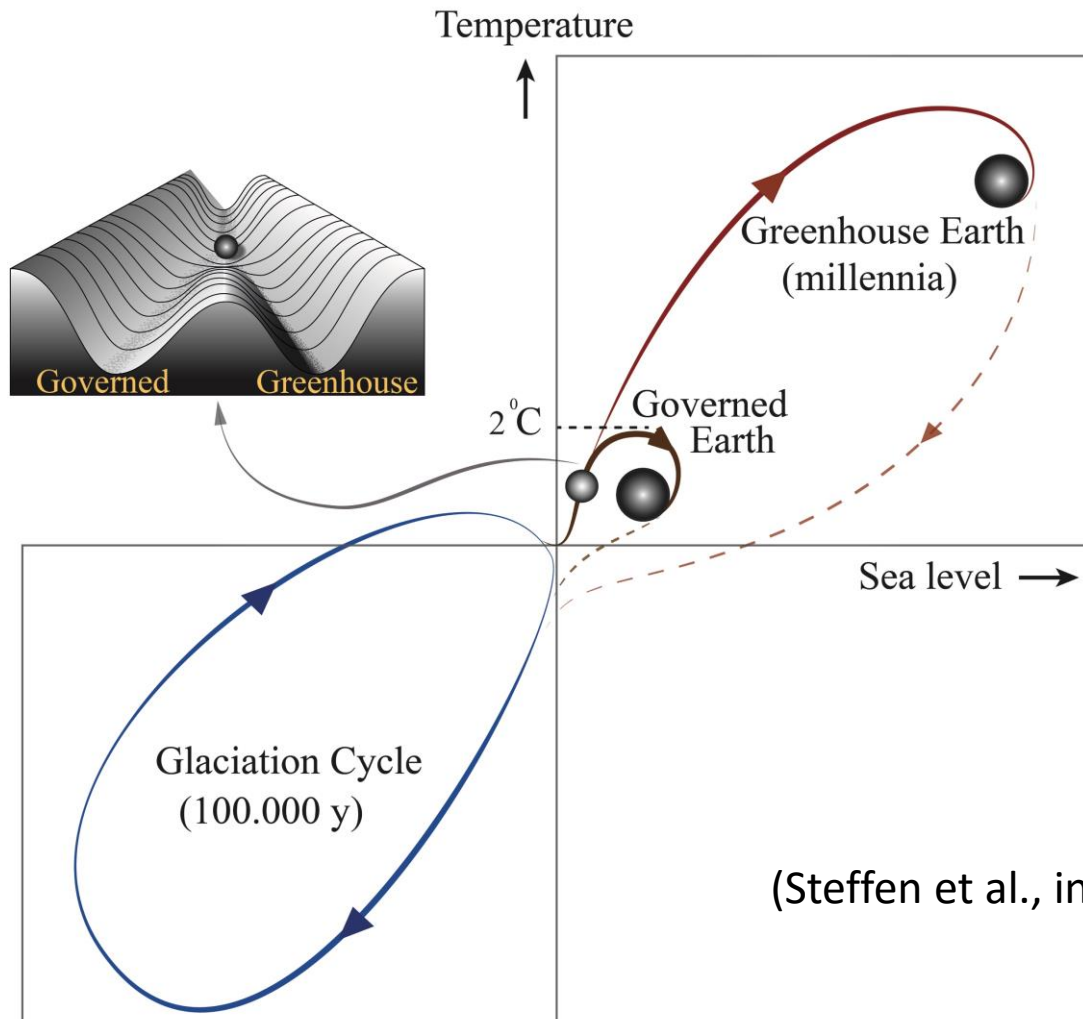 Temperature
Greenhouse Earth
(millennia)
Governed Greenhouse
2°C
Governed
Earth
Sea level
Glaciation Cycle
(100.000 y)
(Steffen et al., in